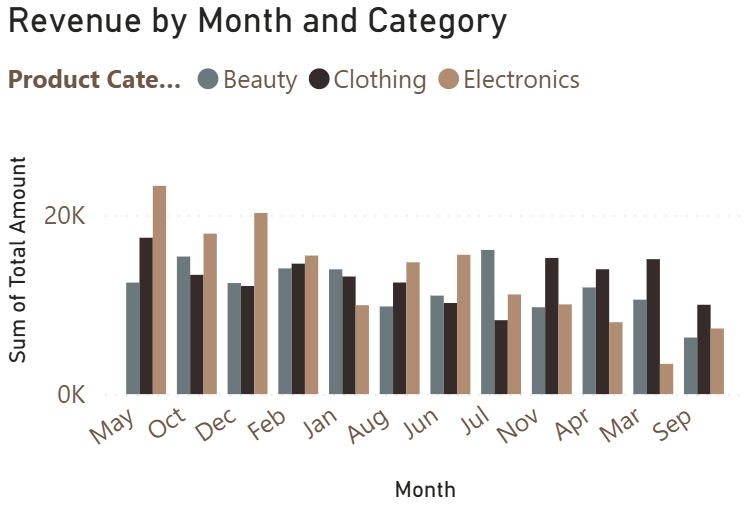 Revenue by Month and Category
Product Cate... Beauty Clothing Electronics
Sum of Total Amount
20K
0K
May Oct Dec Feb Jan Aug Jun Jul Nov Apr Mar Sep
Month